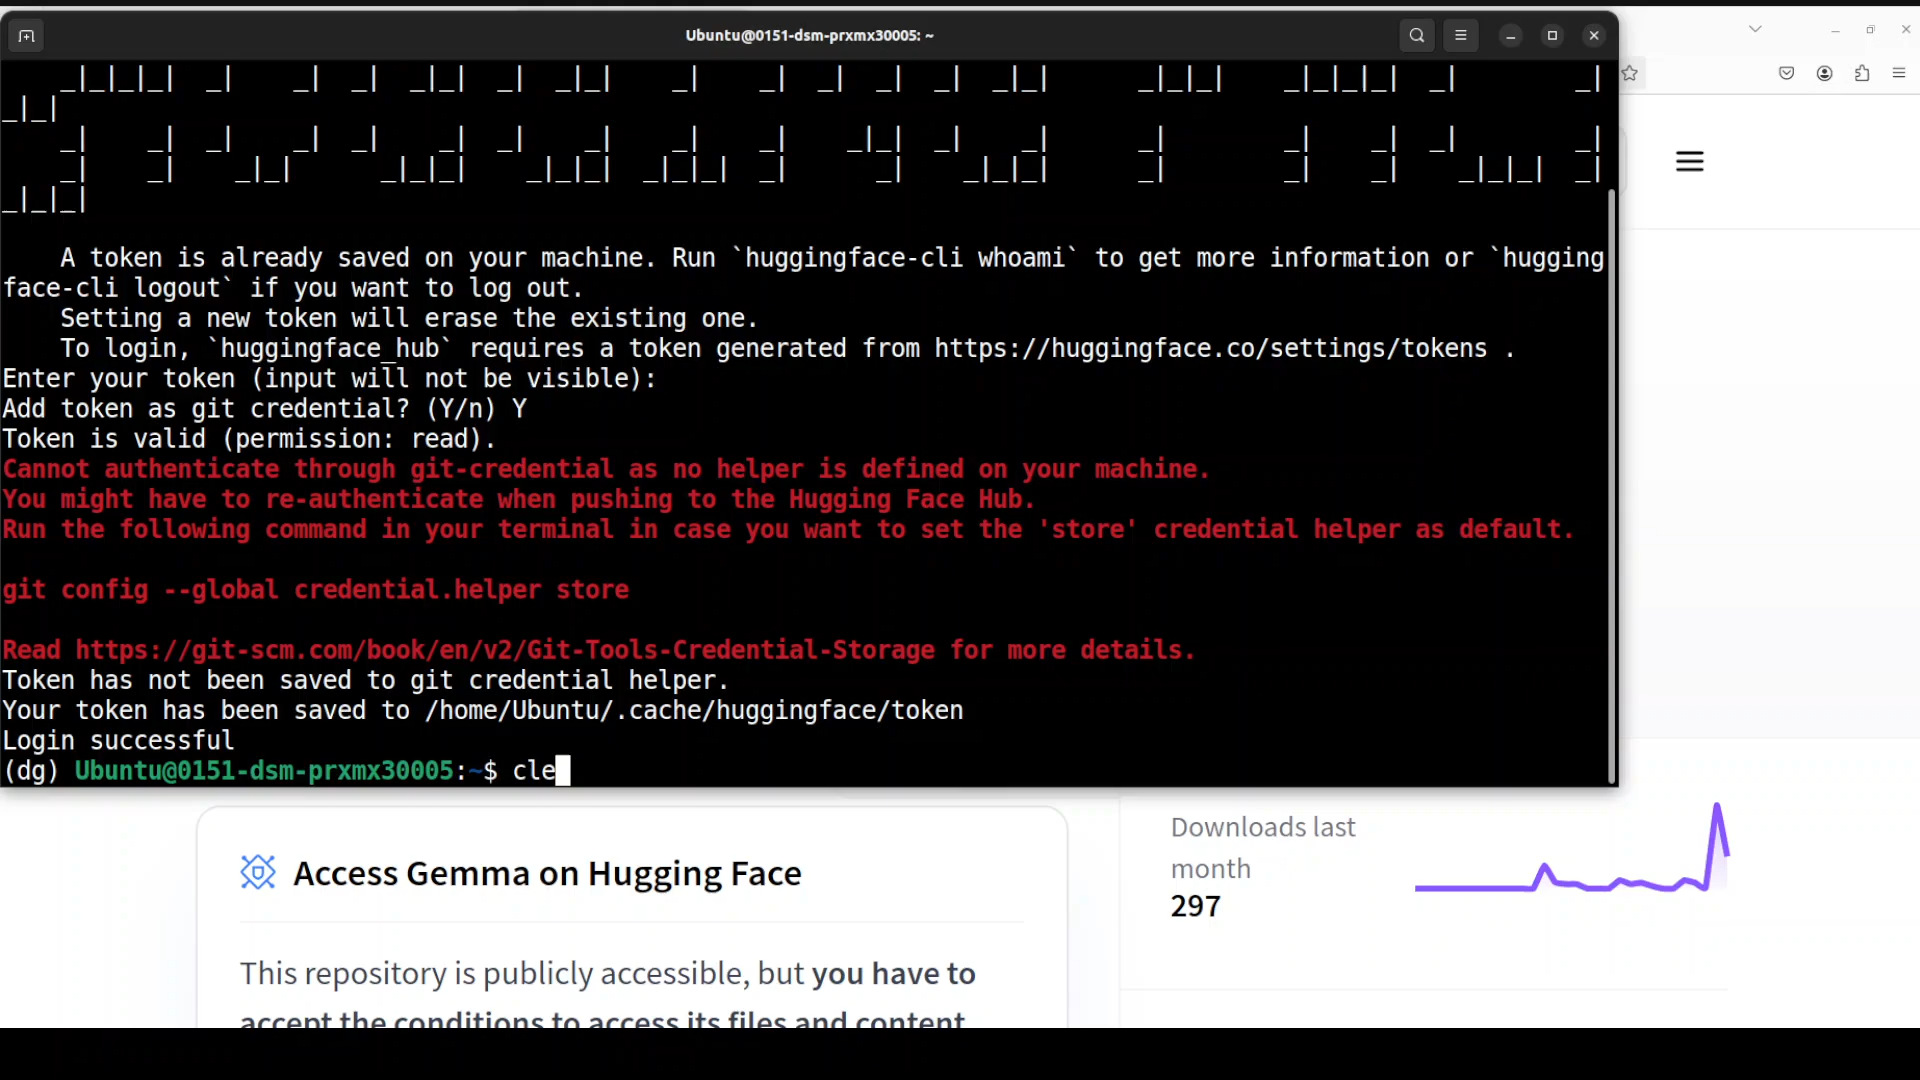 Ubuntu@0151-dsm-prxmx30005: ~
A token is already saved on your machine. Run `huggingface-cli whoami` to get more information or `hugging
face-cli logout` if you want to log out.
Setting a new token will erase the existing one.
To login, `huggingface_hub` requires a token generated from https://huggingface.co/settings/tokens .
Enter your token (input will not be visible):
Add token as git credential? (Y/n) Y
Token is valid (permission: read).
Cannot authenticate through git-credential as no helper is defined on your machine.
You might have to re-authenticate when pushing to the Hugging Face Hub.
Run the following command in your terminal in case you want to set the 'store' credential helper as default.
git config --global credential.helper store
Read https://git-scm.com/book/en/v2/Git-Tools-Credential-Storage for more details.
Token has not been saved to git credential helper.
Your token has been saved to /home/Ubuntu/.cache/huggingface/token
Login successful
(dg) Ubuntu@0151-dsm-prxmx30005:~$ cle
Access Gemma on Hugging Face
This repository is publicly accessible, but you have to
accept the conditions to access its files and content
Downloads last
month
297